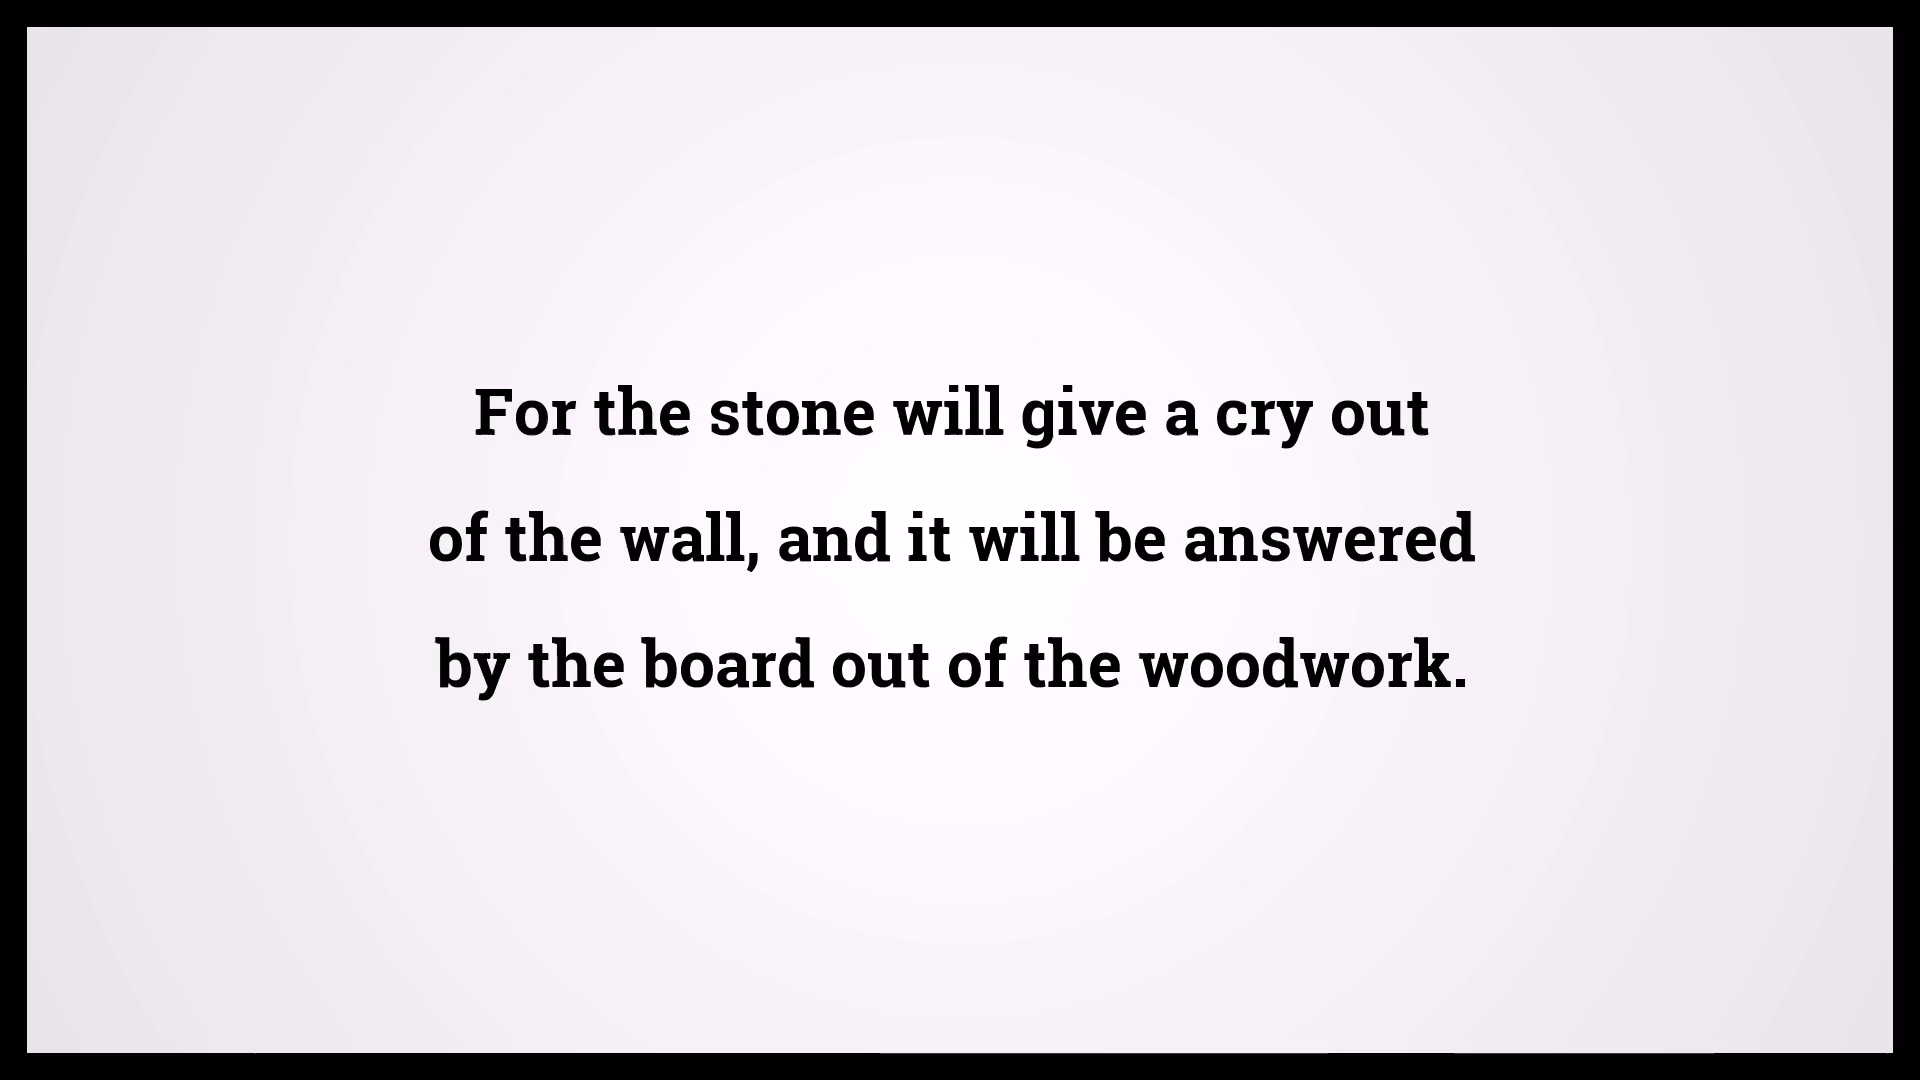 For the stone will give a cry out
of the wall, and it will be answered
by the board out of the woodwork.